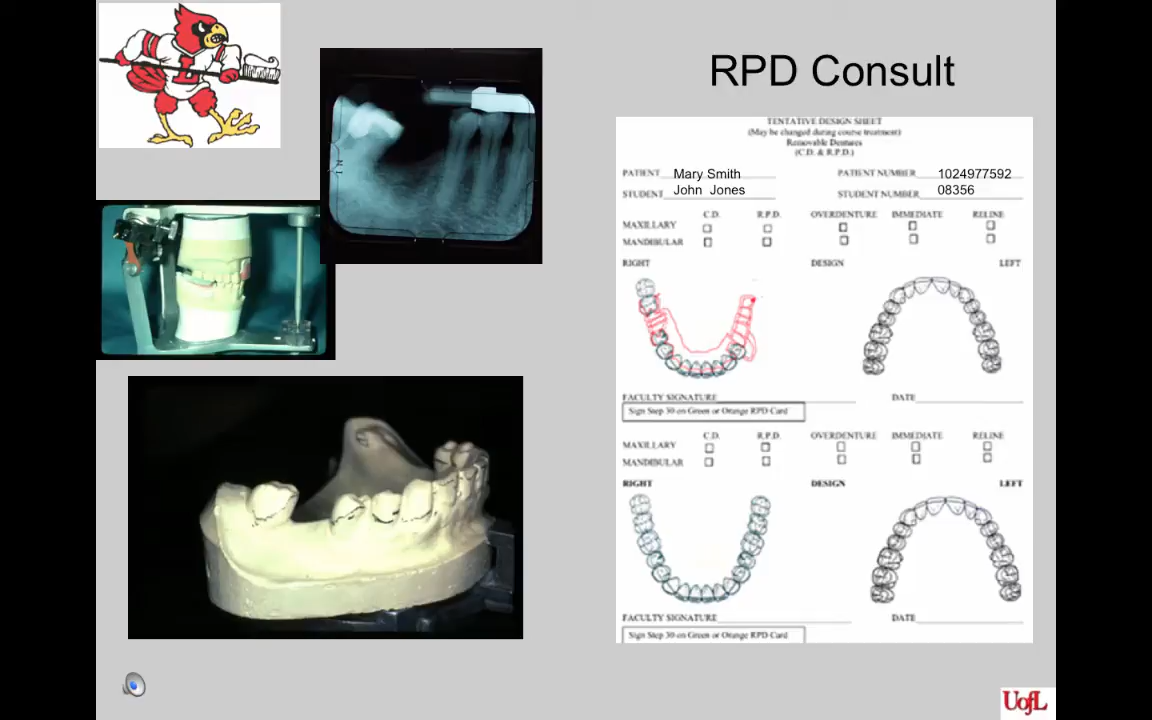 RPD Consult
TENTATIVE DESIGN SHEET
(May be changed during course treatment)
Removable Dentures
(C.D. & R.P.D.)
PATIENT Mary Smith PATIENT NUMBER 1024977592
STUDENT John Jones STUDENT NUMBER 08356
C.D. R.P.D. OVERDENTURE IMMEDIATE RELINE
MAXILLARY
MANDIBULAR
RIGHT DESIGN LEFT
FACULTY SIGNATURE DATE
Sign Step 30 on Green or Orange RPD Card
C.D. R.P.D. OVERDENTURE IMMEDIATE RELINE
MAXILLARY
MANDIBULAR
RIGHT DESIGN LEFT
FACULTY SIGNATURE DATE
Sign Step 30 on Green or Orange RPD Card
UofL